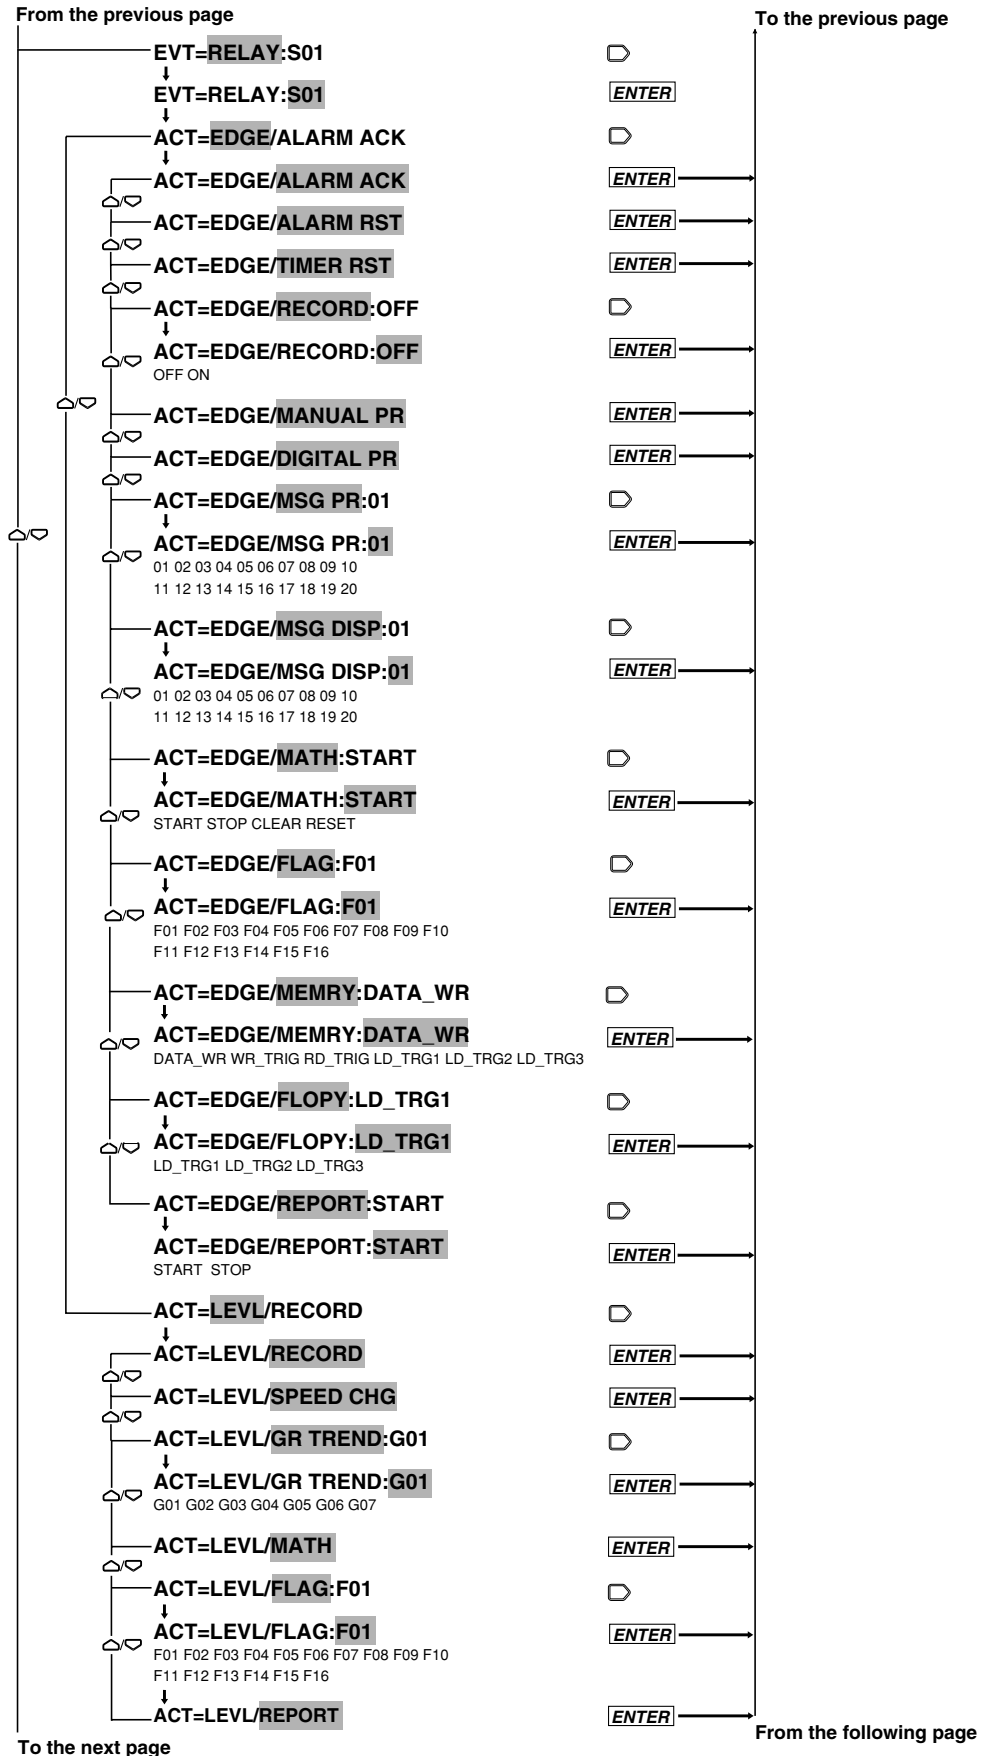 From the previous page
To the previous page
EVT=RELAY:S01
EVT=RELAY:S01 ENTER
ACT=EDGE/ALARM ACK
ACT=EDGE/ALARM ACK ENTER
ACT=EDGE/ALARM RST ENTER
ACT=EDGE/TIMER RST ENTER
ACT=EDGE/RECORD:OFF
ACT=EDGE/RECORD:OFF ENTER
OFF ON
ACT=EDGE/MANUAL PR ENTER
ACT=EDGE/DIGITAL PR ENTER
ACT=EDGE/MSG PR:01
ACT=EDGE/MSG PR:01 ENTER
01 02 03 04 05 06 07 08 09 10
11 12 13 14 15 16 17 18 19 20
ACT=EDGE/MSG DISP:01
ACT=EDGE/MSG DISP:01 ENTER
01 02 03 04 05 06 07 08 09 10
11 12 13 14 15 16 17 18 19 20
ACT=EDGE/MATH:START
ACT=EDGE/MATH:START ENTER
START STOP CLEAR RESET
ACT=EDGE/FLAG:F01
ACT=EDGE/FLAG:F01 ENTER
F01 F02 F03 F04 F05 F06 F07 F08 F09 F10
F11 F12 F13 F14 F15 F16
ACT=EDGE/MEMRY:DATA_WR
ACT=EDGE/MEMRY:DATA_WR ENTER
DATA_WR WR_TRIG RD_TRIG LD_TRG1 LD_TRG2 LD_TRG3
ACT=EDGE/FLOPY:LD_TRG1
ACT=EDGE/FLOPY:LD_TRG1 ENTER
LD_TRG1 LD_TRG2 LD_TRG3
ACT=EDGE/REPORT:START
ACT=EDGE/REPORT:START ENTER
START STOP
ACT=LEVL/RECORD
ACT=LEVL/RECORD ENTER
ACT=LEVL/SPEED CHG ENTER
ACT=LEVL/GR TREND:G01
ACT=LEVL/GR TREND:G01 ENTER
G01 G02 G03 G04 G05 G06 G07
ACT=LEVL/MATH ENTER
ACT=LEVL/FLAG:F01
ACT=LEVL/FLAG:F01 ENTER
F01 F02 F03 F04 F05 F06 F07 F08 F09 F10
F11 F12 F13 F14 F15 F16
ACT=LEVL/REPORT ENTER
From the following page
To the next page